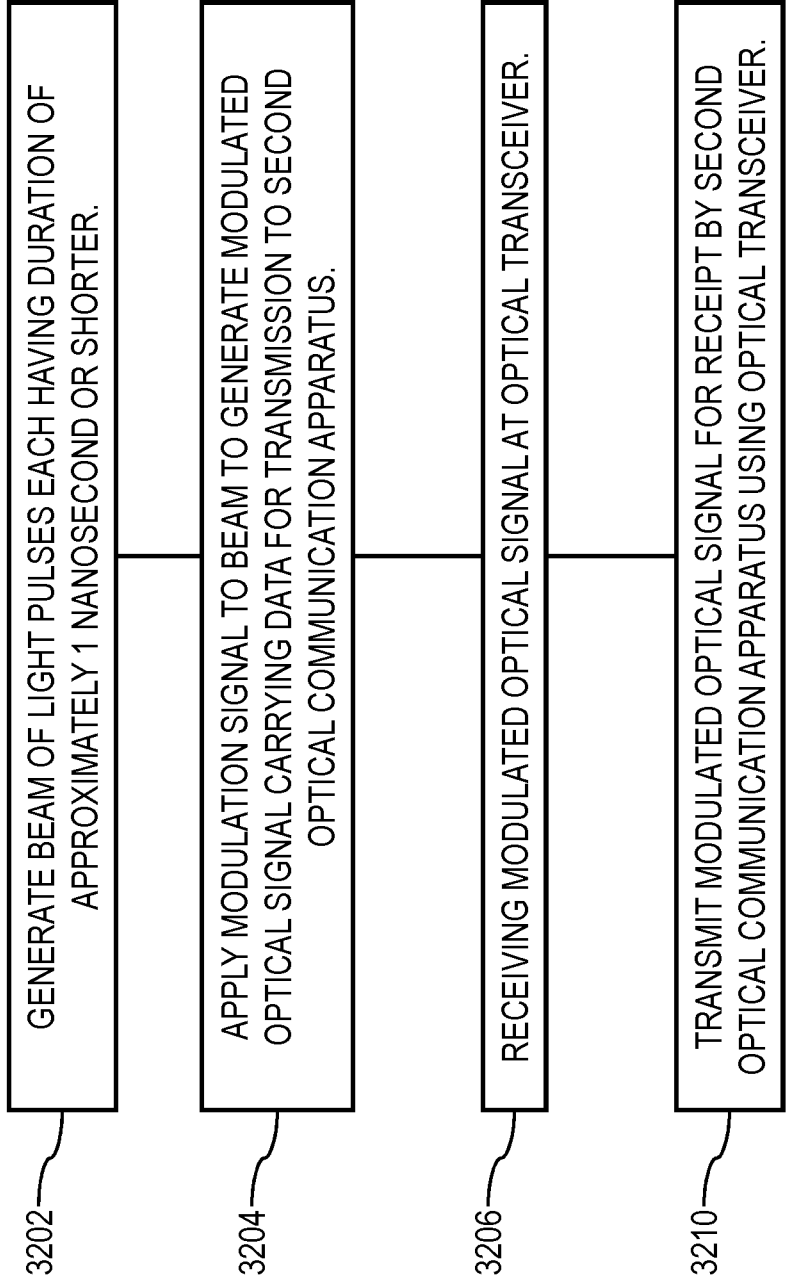 3202
GENERATE BEAM OF LIGHT PULSES EACH HAVING DURATION OF
APPROXIMATELY 1 NANOSECOND OR SHORTER.
3204
APPLY MODULATION SIGNAL TO BEAM TO GENERATE MODULATED
OPTICAL SIGNAL CARRYING DATA FOR TRANSMISSION TO SECOND
OPTICAL COMMUNICATION APPARATUS.
3206
RECEIVING MODULATED OPTICAL SIGNAL AT OPTICAL TRANSCEIVER.
3210
TRANSMIT MODULATED OPTICAL SIGNAL FOR RECEIPT BY SECOND
OPTICAL COMMUNICATION APPARATUS USING OPTICAL TRANSCEIVER.